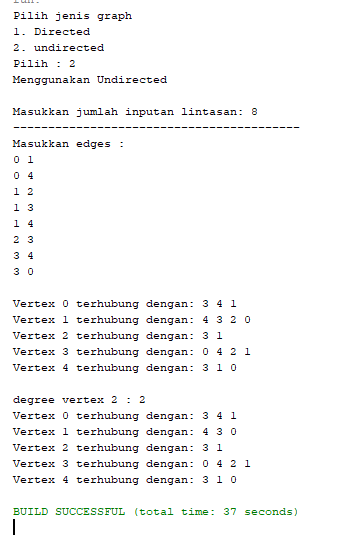 run:
Pilih jenis graph
1. Directed
2. undirected
Pilih : 2
Menggunakan Undirected
Masukkan jumlah inputan lintasan: 8
-----------------------------------------
Masukkan edges :
0 1
0 4
1 2
1 3
1 4
2 3
3 4
3 0
Vertex 0 terhubung dengan: 3 4 1
Vertex 1 terhubung dengan: 4 3 2 0
Vertex 2 terhubung dengan: 3 1
Vertex 3 terhubung dengan: 0 4 2 1
Vertex 4 terhubung dengan: 3 1 0
degree vertex 2 : 2
Vertex 0 terhubung dengan: 3 4 1
Vertex 1 terhubung dengan: 4 3 0
Vertex 2 terhubung dengan: 3 1
Vertex 3 terhubung dengan: 0 4 2 1
Vertex 4 terhubung dengan: 3 1 0
BUILD SUCCESSFUL (total time: 37 seconds)